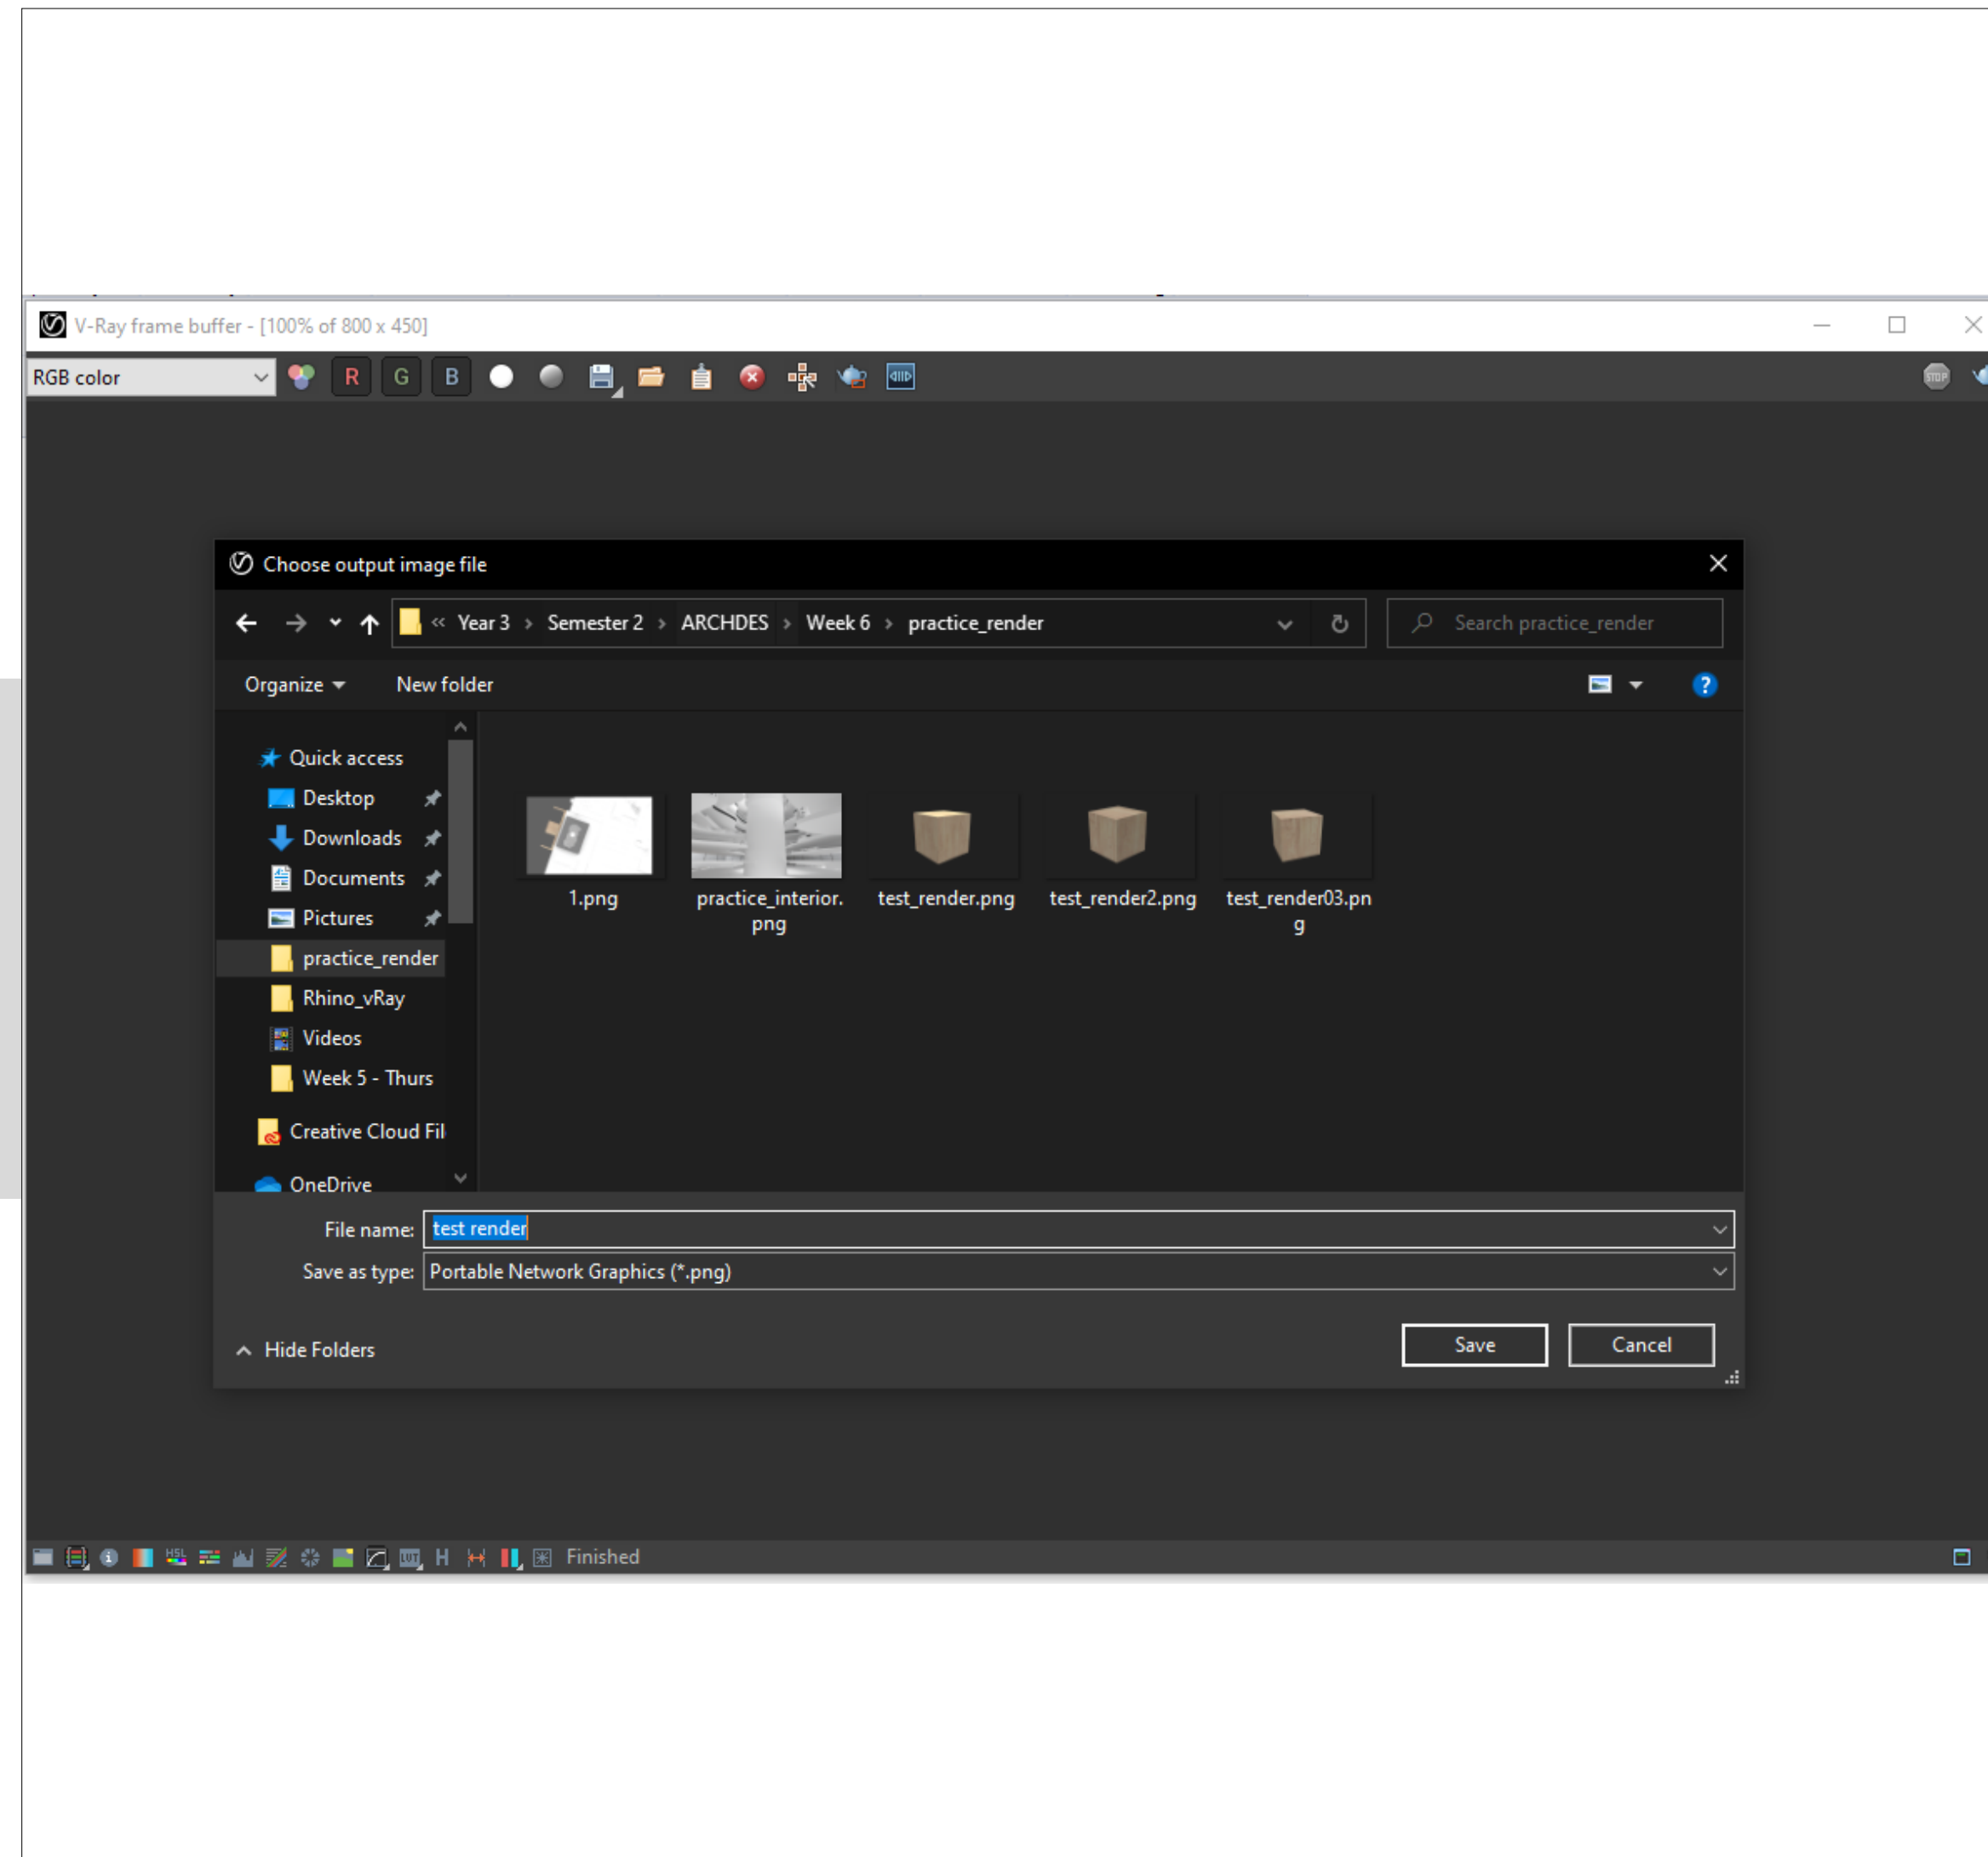 V-Ray frame buffer - [100% of 800 x 450]
RGB color
R G B
STOP
Choose output image file
« Year 3 › Semester 2 › ARCHDES › Week 6 › practice_render
Search practice_render
Organize
New folder
?
Quick access
Desktop
Downloads
Documents
Pictures
practice_render
Rhino_vRay
Videos
Week 5 - Thurs
Creative Cloud Fil
OneDrive
1.png
practice_interior.
png
test_render.png
test_render2.png
test_render03.pn
g
File name: test render
Save as type: Portable Network Graphics (*.png)
Hide Folders
Save
Cancel
HSL
LUT
H
Finished